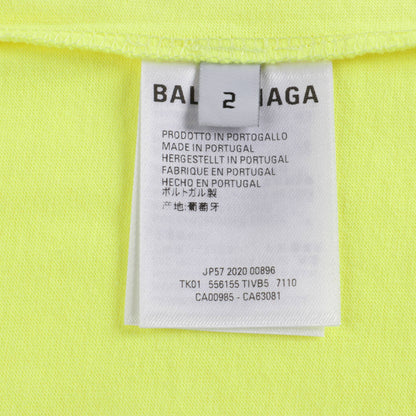 BAL NAGA
2
PRODOTTO IN PORTOGALLO
MADE IN PORTUGAL
HERGESTELLT IN PORTUGAL
FABRIQUE EN PORTUGAL
HECHO EN PORTUGAL
ポルトガル製
产地:葡萄牙
JP57 2020 00896
TK01 556155 TIVB5 7110
CA00985 - CA63081